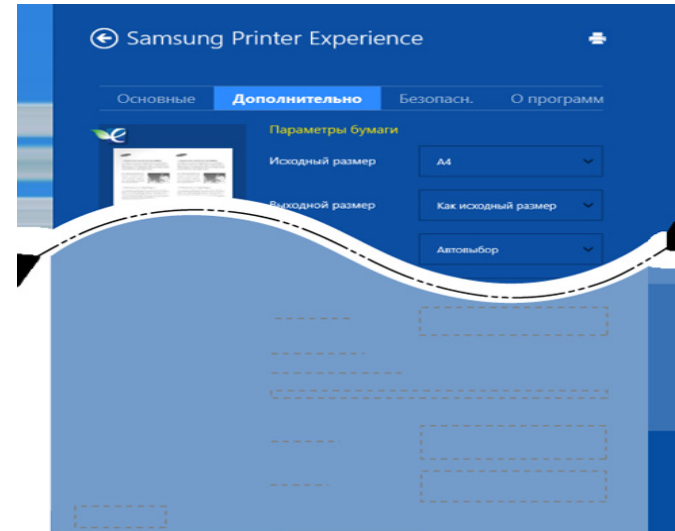 Samsung Printer Experience
Основные Дополнительно Безопасн. О программ
Параметры бумаги
Исходный размер A4
Выходной размер Как исходный размер
Автовыбор